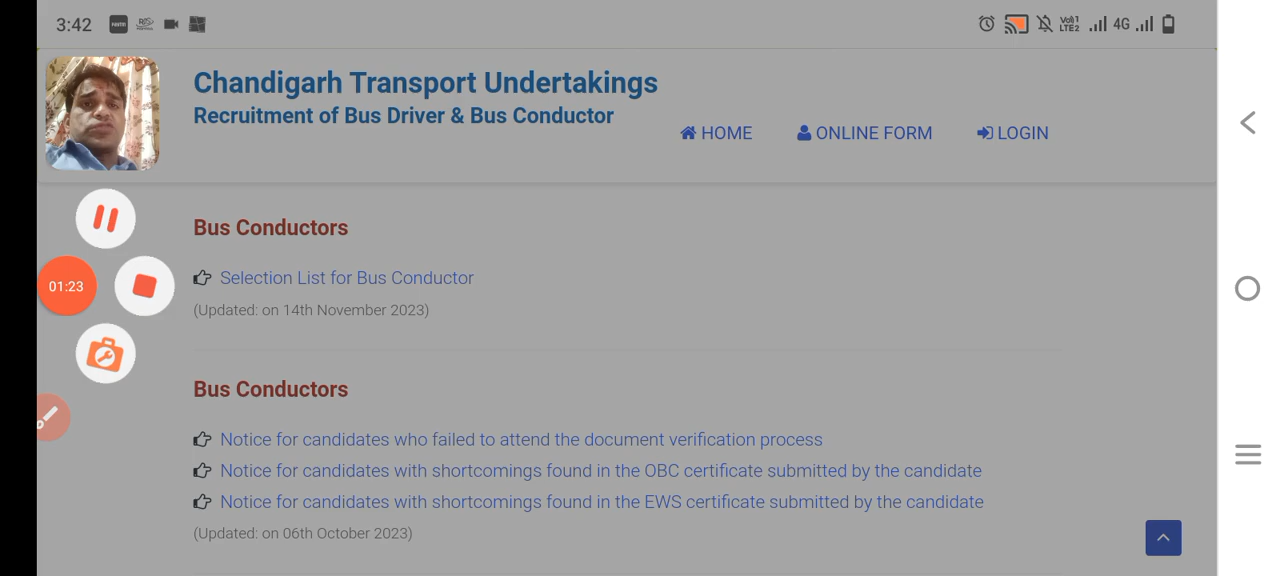 3:42
4G
Chandigarh Transport Undertakings
Recruitment of Bus Driver & Bus Conductor
HOME
ONLINE FORM
LOGIN
Bus Conductors
Selection List for Bus Conductor
(Updated: on 14th November 2023)
01:23
Bus Conductors
Notice for candidates who failed to attend the document verification process
Notice for candidates with shortcomings found in the OBC certificate submitted by the candidate
Notice for candidates with shortcomings found in the EWS certificate submitted by the candidate
(Updated: on 06th October 2023)